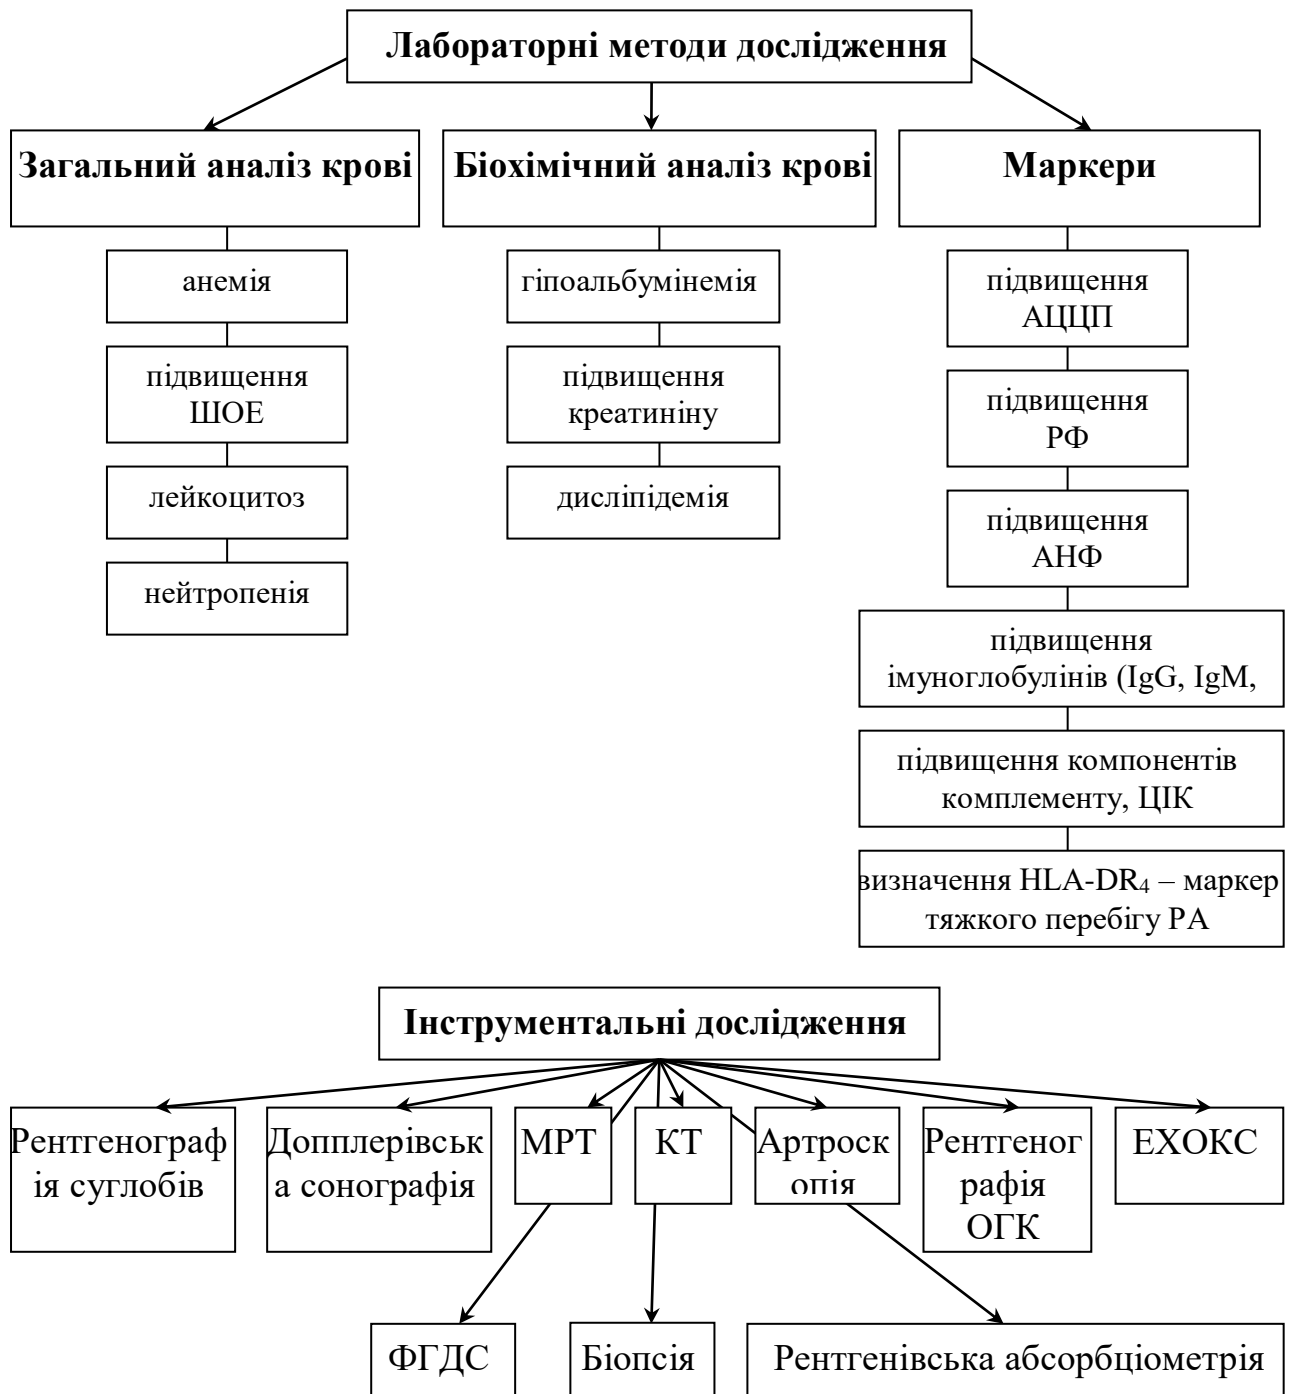 Лабораторні методи дослідження
Загальний аналіз крові
Біохімічний аналіз крові
Маркери
анемія
підвищення
ШОЕ
лейкоцитоз
нейтропенія
гіпоальбумінемія
підвищення
креатиніну
дисліпідемія
підвищення
АЦЦП
підвищення
РФ
підвищення
АНФ
підвищення
імуноглобулінів (IgG, IgM,
підвищення компонентів
комплементу, ЦІК
визначення HLA-DR₄ – маркер
тяжкого перебігу РА
Інструментальні дослідження
Рентгенограф
ія суглобів
Допплерівськ
а сонографія
МРТ
КТ
Артроск
опія
Рентгеног
рафія
ОГК
ЕХОКС
ФГДС
Біопсія
Рентгенівська абсорбціометрія